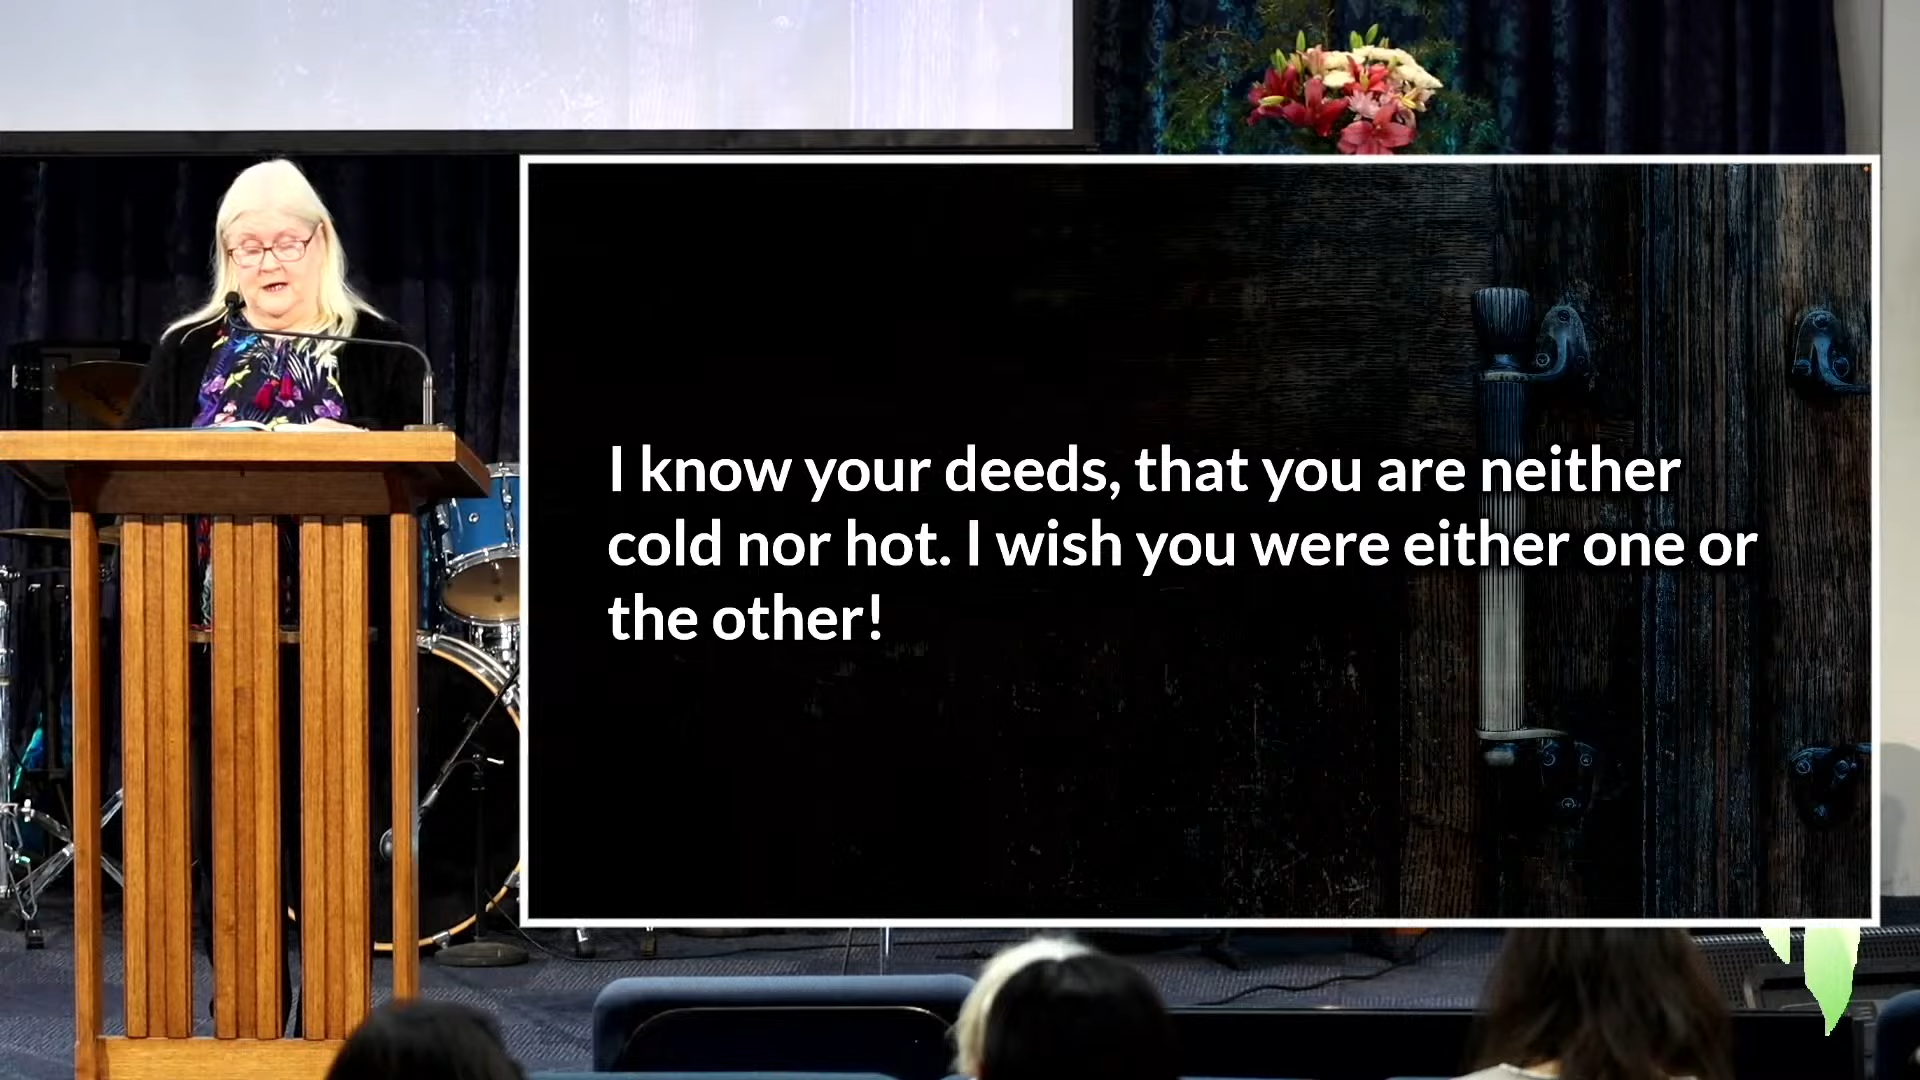 I know your deeds, that you are neither
cold nor hot. I wish you were either one or
the other!